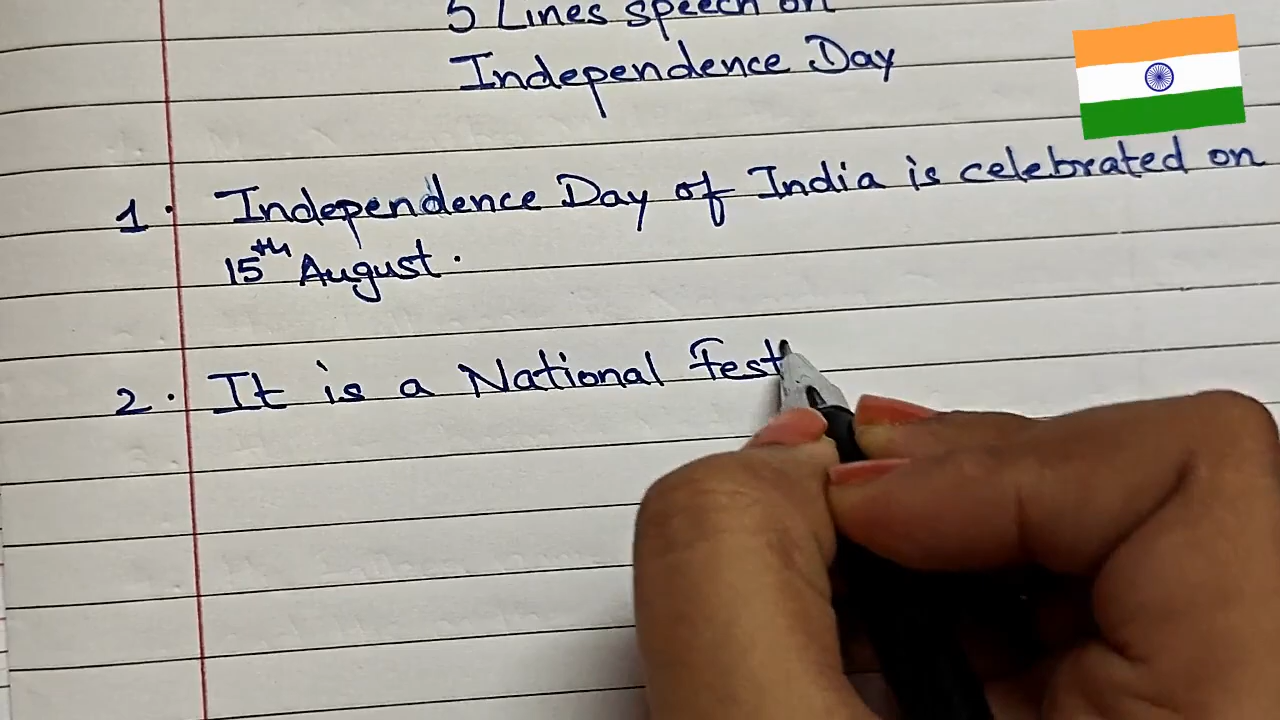 5 Lines speech on
Independence Day
1. Independence Day of India is celebrated on
15th August.
2. It is a National Fest